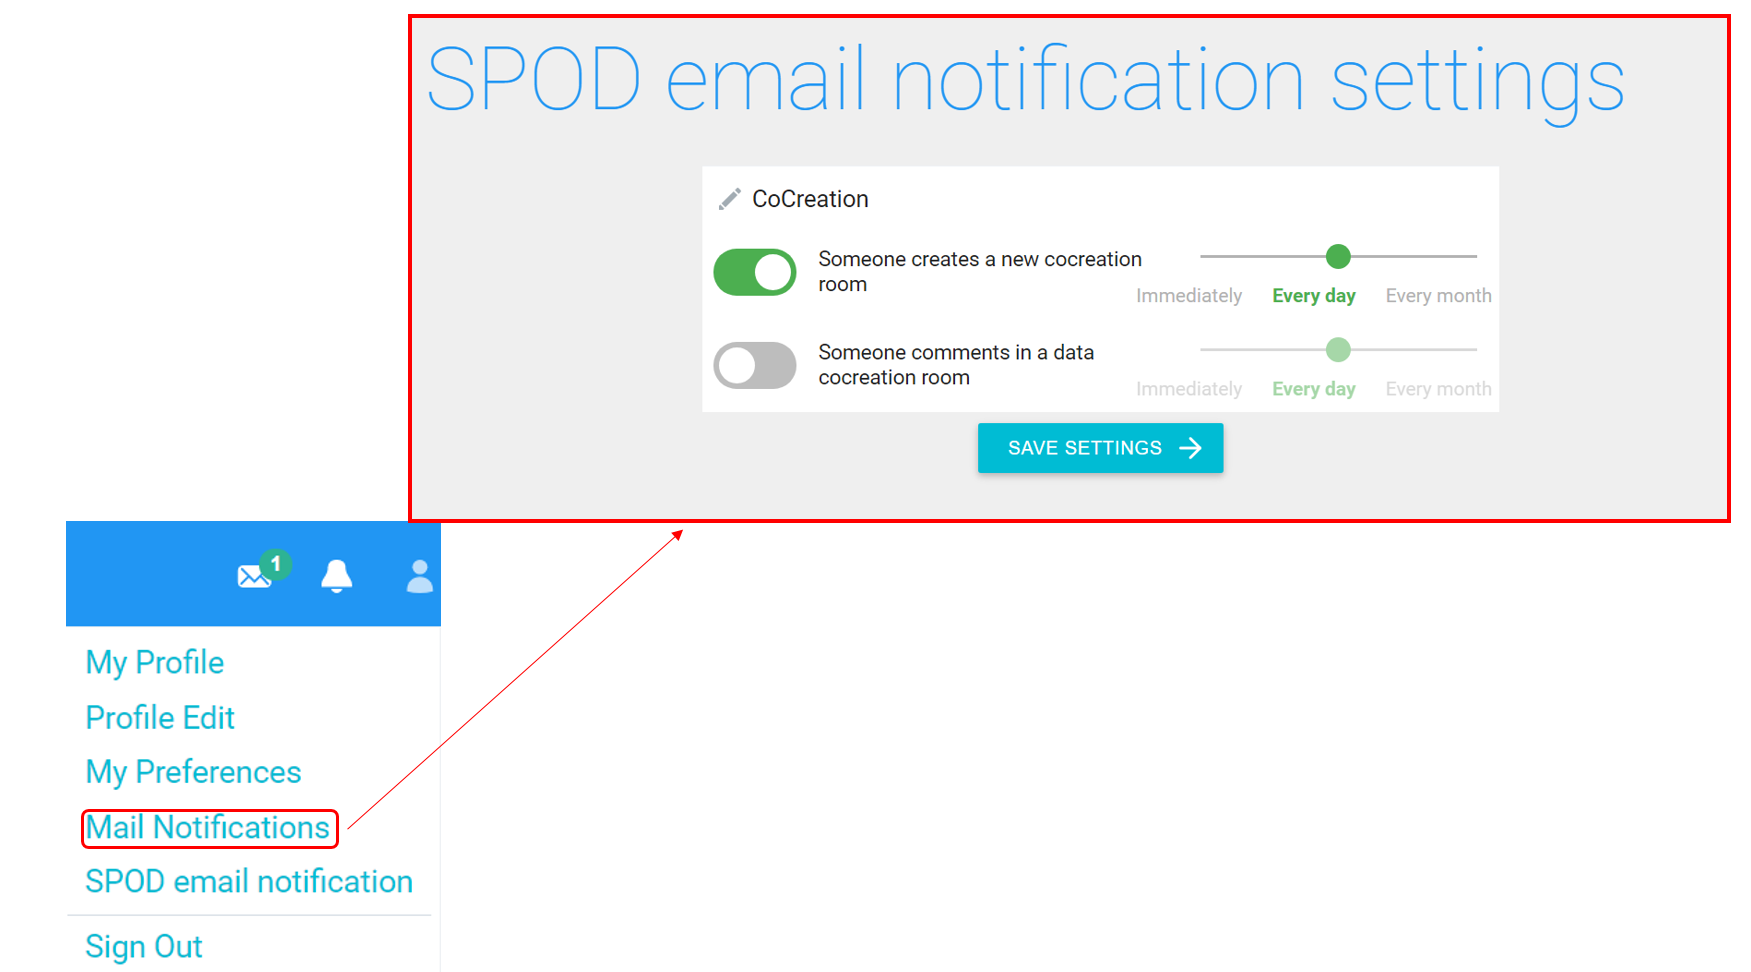 SPOD email notification settings
CoCreation
Someone creates a new cocreation
room
Immediately Every day Every month
Someone comments in a data
cocreation room
Immediately Every day Every month
SAVE SETTINGS
1
My Profile
Profile Edit
My Preferences
Mail Notifications
SPOD email notification
Sign Out